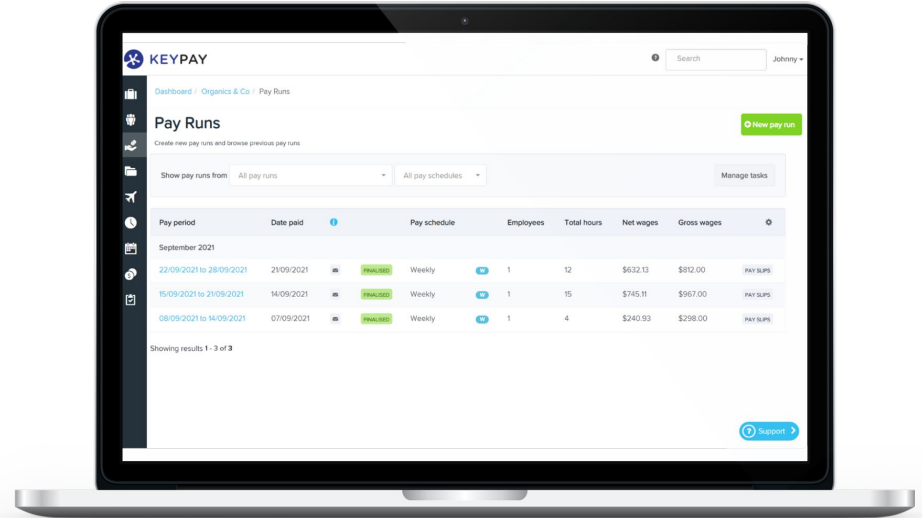 KEYPAY
Search
Johnny
Dashboard / Organics & Co / Pay Runs
Pay Runs
New pay run
Create new pay runs and browse previous pay runs
Show pay runs from All pay runs All pay schedules Manage tasks
Pay period Date paid Pay schedule Employees Total hours Net wages Gross wages
September 2021
22/09/2021 to 28/09/2021 21/09/2021 FINALISED Weekly W 1 12 $632.13 $812.00 PAY SLIPS
15/09/2021 to 21/09/2021 14/09/2021 FINALISED Weekly W 1 15 $745.11 $967.00 PAY SLIPS
08/09/2021 to 14/09/2021 07/09/2021 FINALISED Weekly W 1 4 $240.93 $298.00 PAY SLIPS
Showing results 1 - 3 of 3
? Support